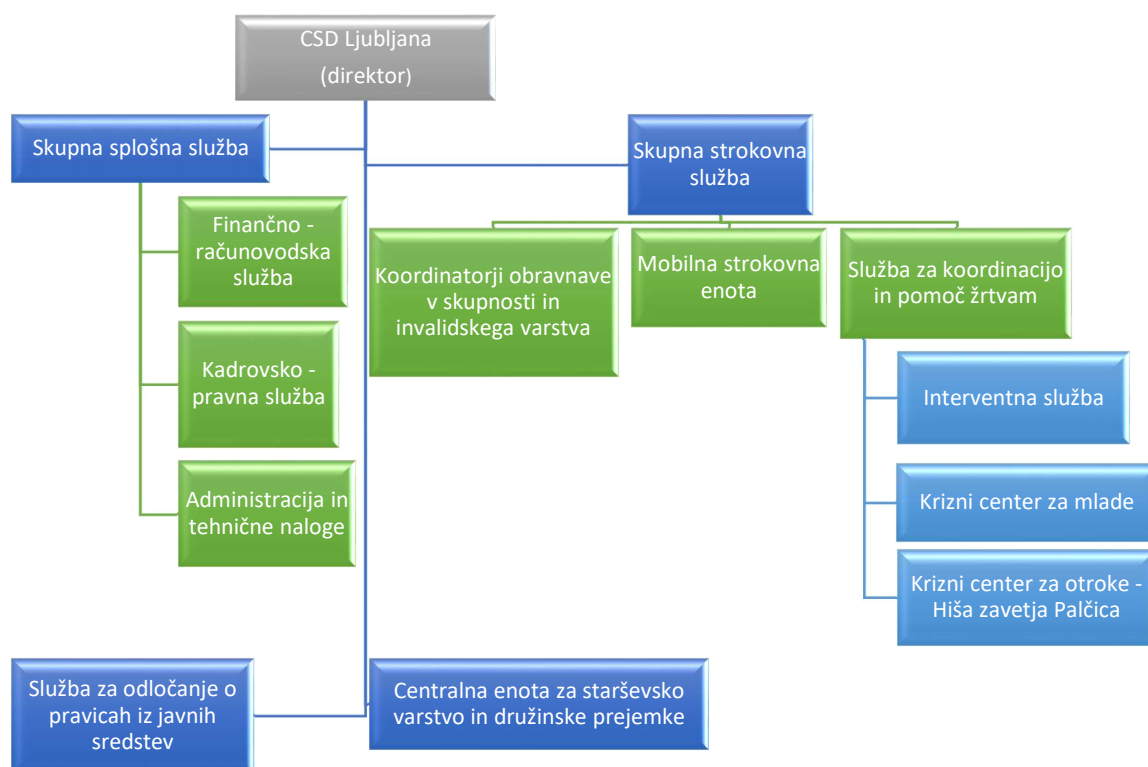 CSD Ljubljana
(direktor)
Skupna splošna služba
Skupna strokovna
služba
Finančno -
računovodska
služba
Kadrovsko -
pravna služba
Administracija in
tehnične naloge
Koordinatorji obravnave
v skupnosti in
invalidskega varstva
Mobilna strokovna
enota
Služba za koordinacijo
in pomoč žrtvam
Interventna služba
Krizni center za mlade
Krizni center za otroke -
Hiša zavetja Palčica
Služba za odločanje o
pravicah iz javnih
sredstev
Centralna enota za starševsko
varstvo in družinske prejemke